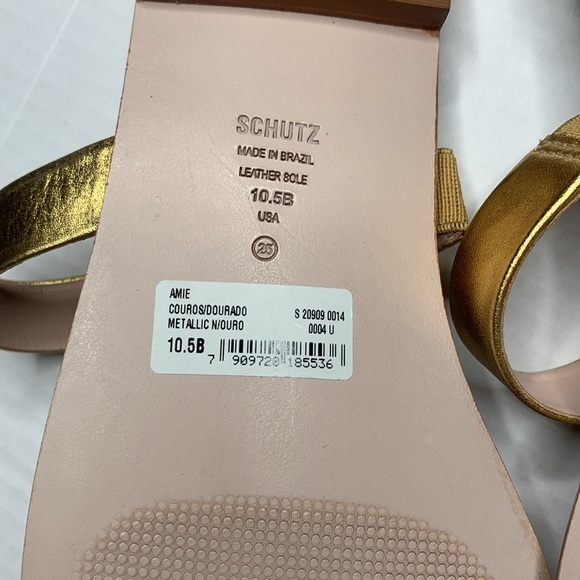 SCHUTZ
MADE IN BRAZIL
LEATHER SOLE
10.5B
USA
23
AMIE
COUROS/DOURADO S 20909 0014
METALLIC N/OURO 0004 U
10.5B
7 909720 185536